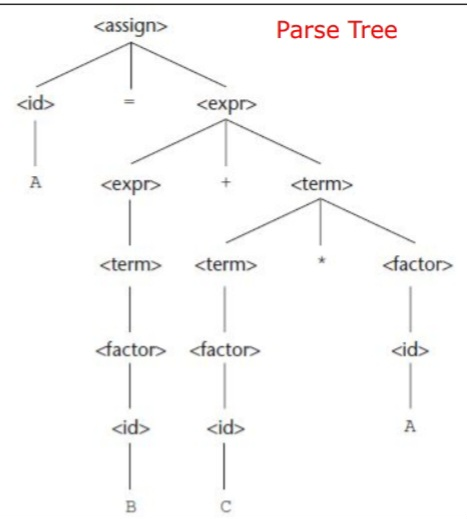 <assign> Parse Tree
<id> = <expr>
A <expr> + <term>
<term> <term> * <factor>
<factor> <factor> <id>
<id> <id> A
B C